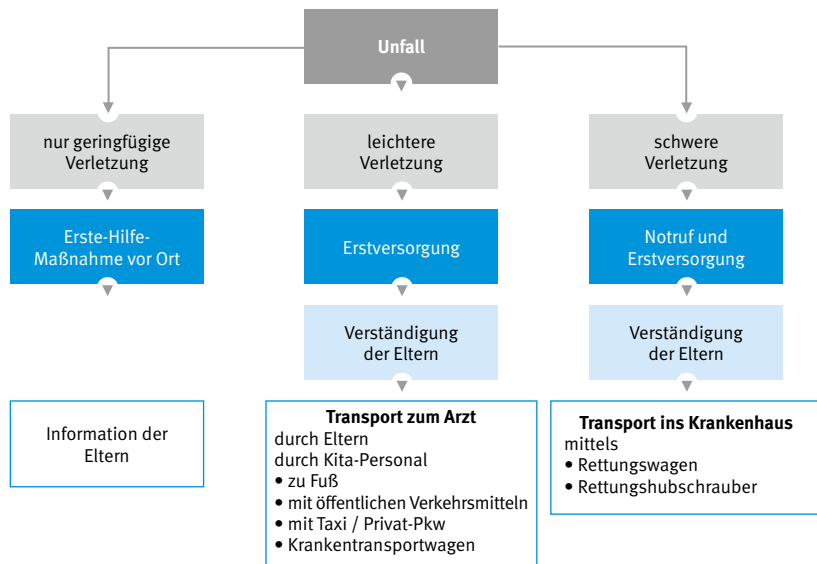 Unfall
nur geringfügige
Verletzung
leichtere
Verletzung
schwere
Verletzung
Erste-Hilfe-
Maßnahme vor Ort
Erstversorgung
Notruf und
Erstversorgung
Verständigung
der Eltern
Verständigung
der Eltern
Information der
Eltern
Transport zum Arzt
durch Eltern
durch Kita-Personal
• zu Fuß
• mit öffentlichen Verkehrsmitteln
• mit Taxi / Privat-Pkw
• Krankentransportwagen
Transport ins Krankenhaus
mittels
• Rettungswagen
• Rettungshubschrauber